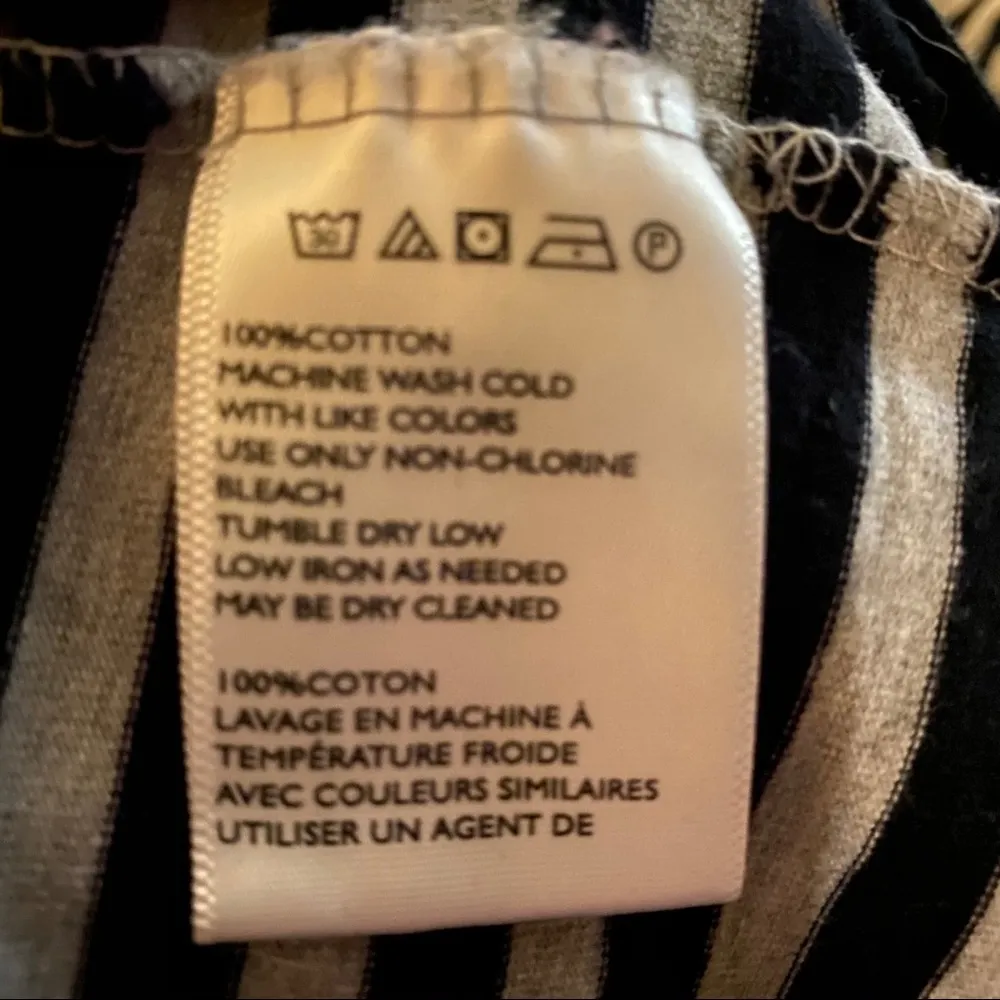 30 P
100%COTTON
MACHINE WASH COLD
WITH LIKE COLORS
USE ONLY NON-CHLORINE
BLEACH
TUMBLE DRY LOW
LOW IRON AS NEEDED
MAY BE DRY CLEANED
100%COTON
LAVAGE EN MACHINE À
TEMPÉRATURE FROIDE
AVEC COULEURS SIMILAIRES
UTILISER UN AGENT DE